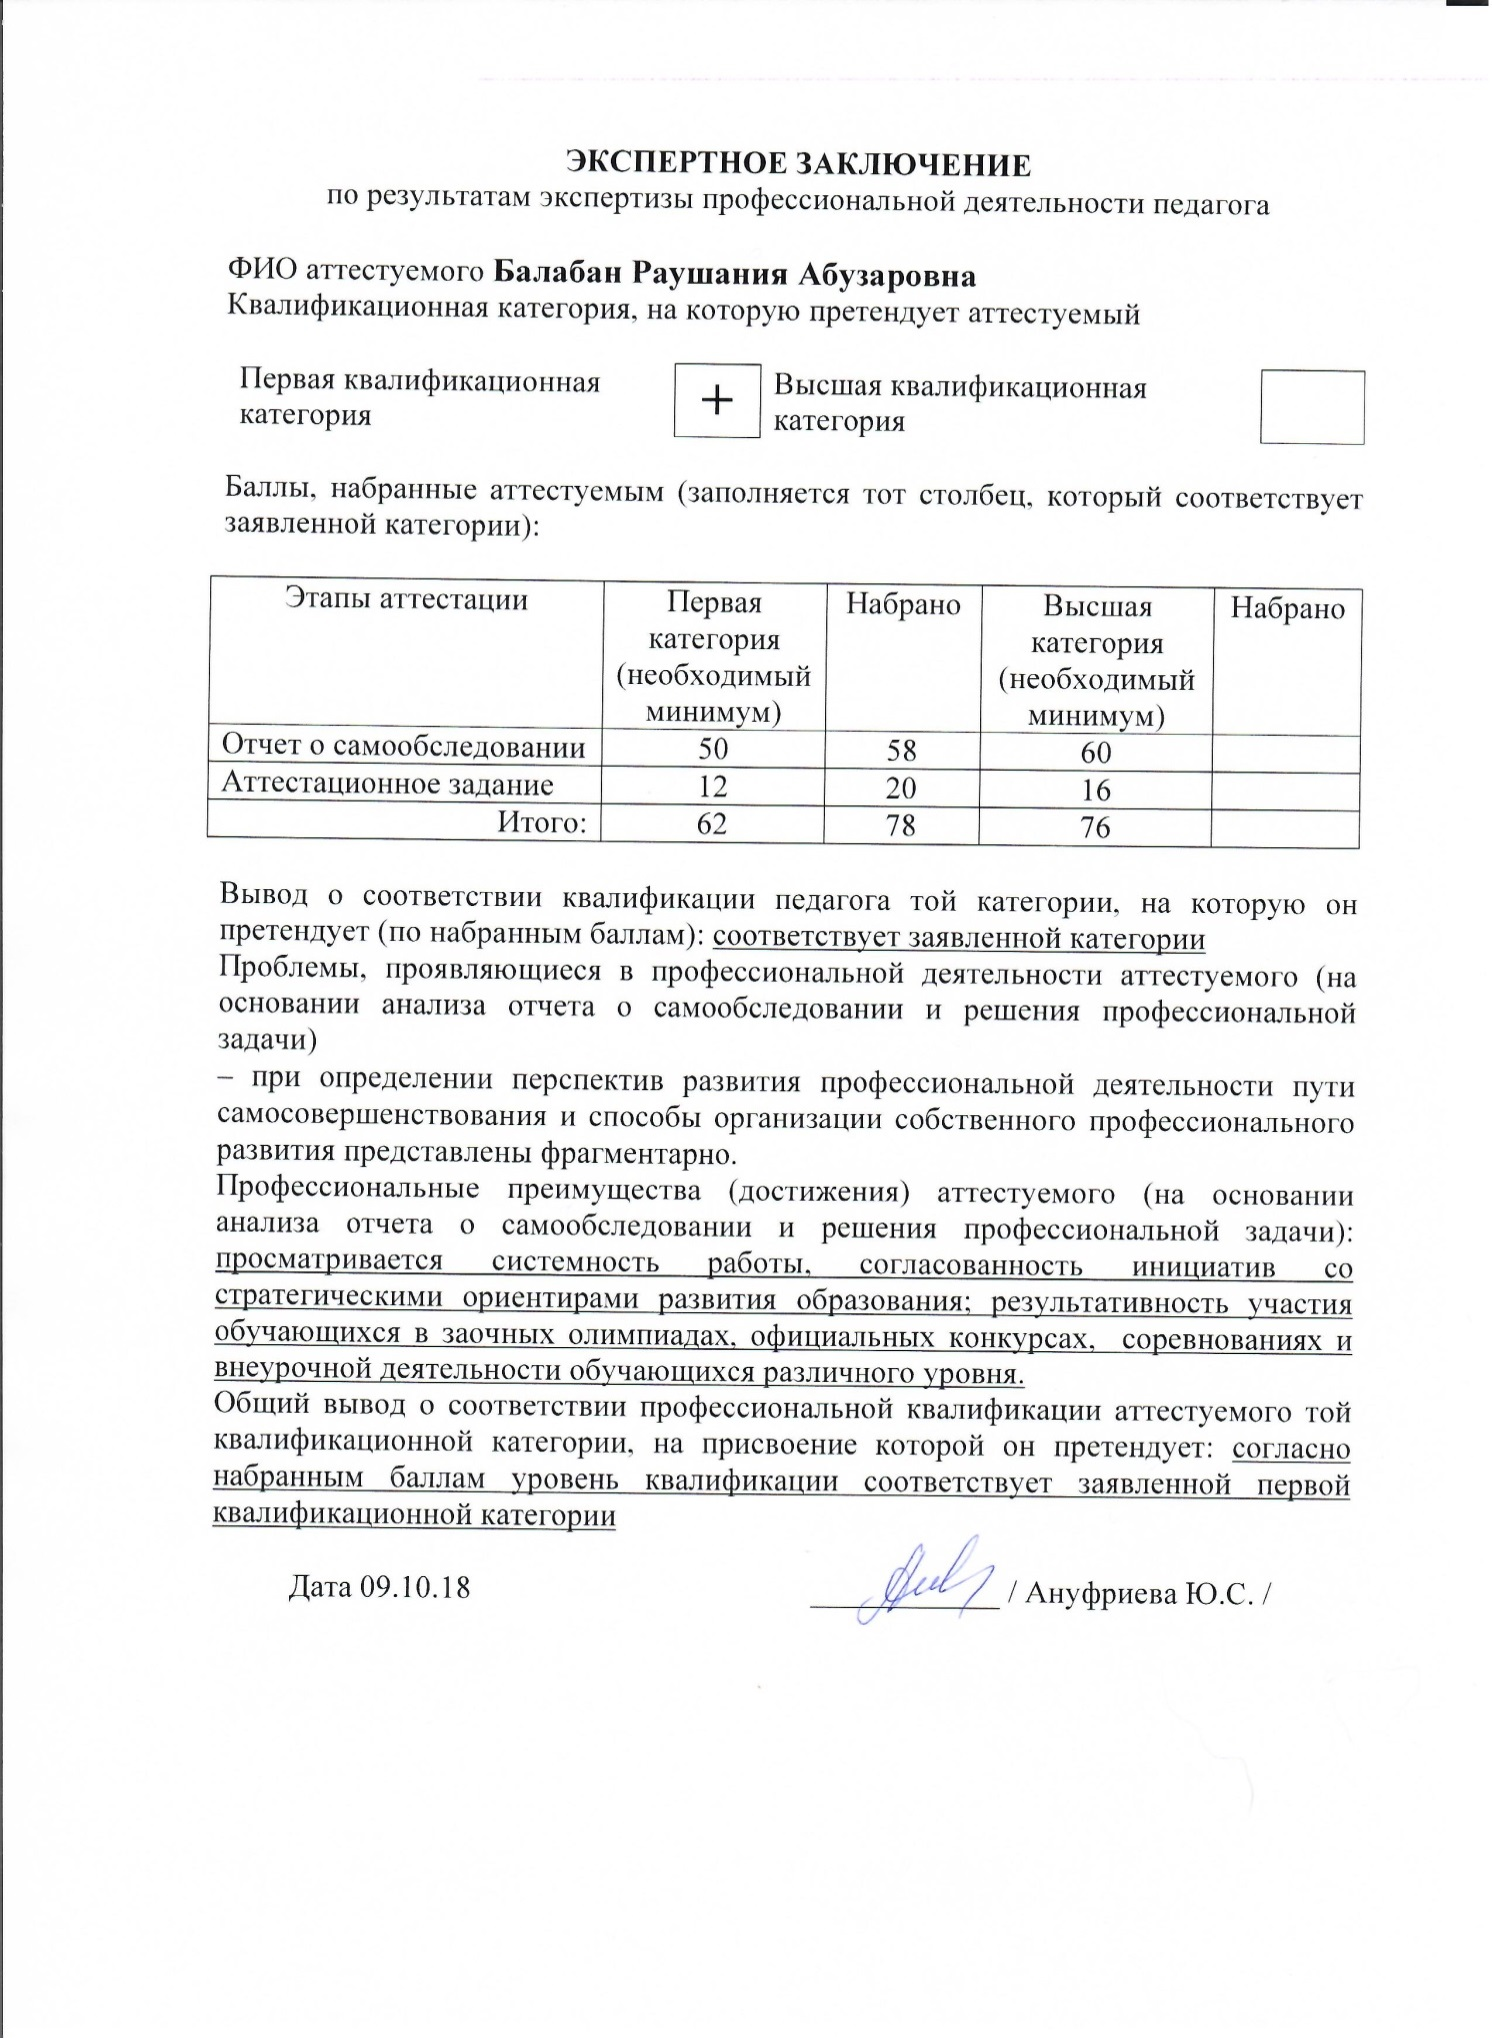 ЭКСПЕРТНОЕ ЗАКЛЮЧЕНИЕ
по результатам экспертизы профессиональной деятельности педагога
ФИО аттестуемого Балабан Раушания Абузаровна
Квалификационная категория, на которую претендует аттестуемый
Первая квалификационная
категория
+
Высшая квалификационная
категория
Баллы, набранные аттестуемым (заполняется тот столбец, который соответствует
заявленной категории):
Этапы аттестации
Первая
категория
(необходимый
минимум)
Набрано
Высшая
категория
(необходимый
минимум)
Набрано
Отчет о самообследовании 50 58 60
Аттестационное задание 12 20 16
Итого: 62 78 76
Вывод о соответствии квалификации педагога той категории, на которую он
претендует (по набранным баллам): соответствует заявленной категории
Проблемы, проявляющиеся в профессиональной деятельности аттестуемого (на
основании анализа отчета о самообследовании и решения профессиональной
задачи)
– при определении перспектив развития профессиональной деятельности пути
самосовершенствования и способы организации собственного профессионального
развития представлены фрагментарно.
Профессиональные преимущества (достижения) аттестуемого (на основании
анализа отчета о самообследовании и решения профессиональной задачи):
просматривается системность работы, согласованность инициатив со
стратегическими ориентирами развития образования; результативность участия
обучающихся в заочных олимпиадах, официальных конкурсах, соревнованиях и
внеурочной деятельности обучающихся различного уровня.
Общий вывод о соответствии профессиональной квалификации аттестуемого той
квалификационной категории, на присвоение которой он претендует: согласно
набранным баллам уровень квалификации соответствует заявленной первой
квалификационной категории
Дата 09.10.18
/ Ануфриева Ю.С. /